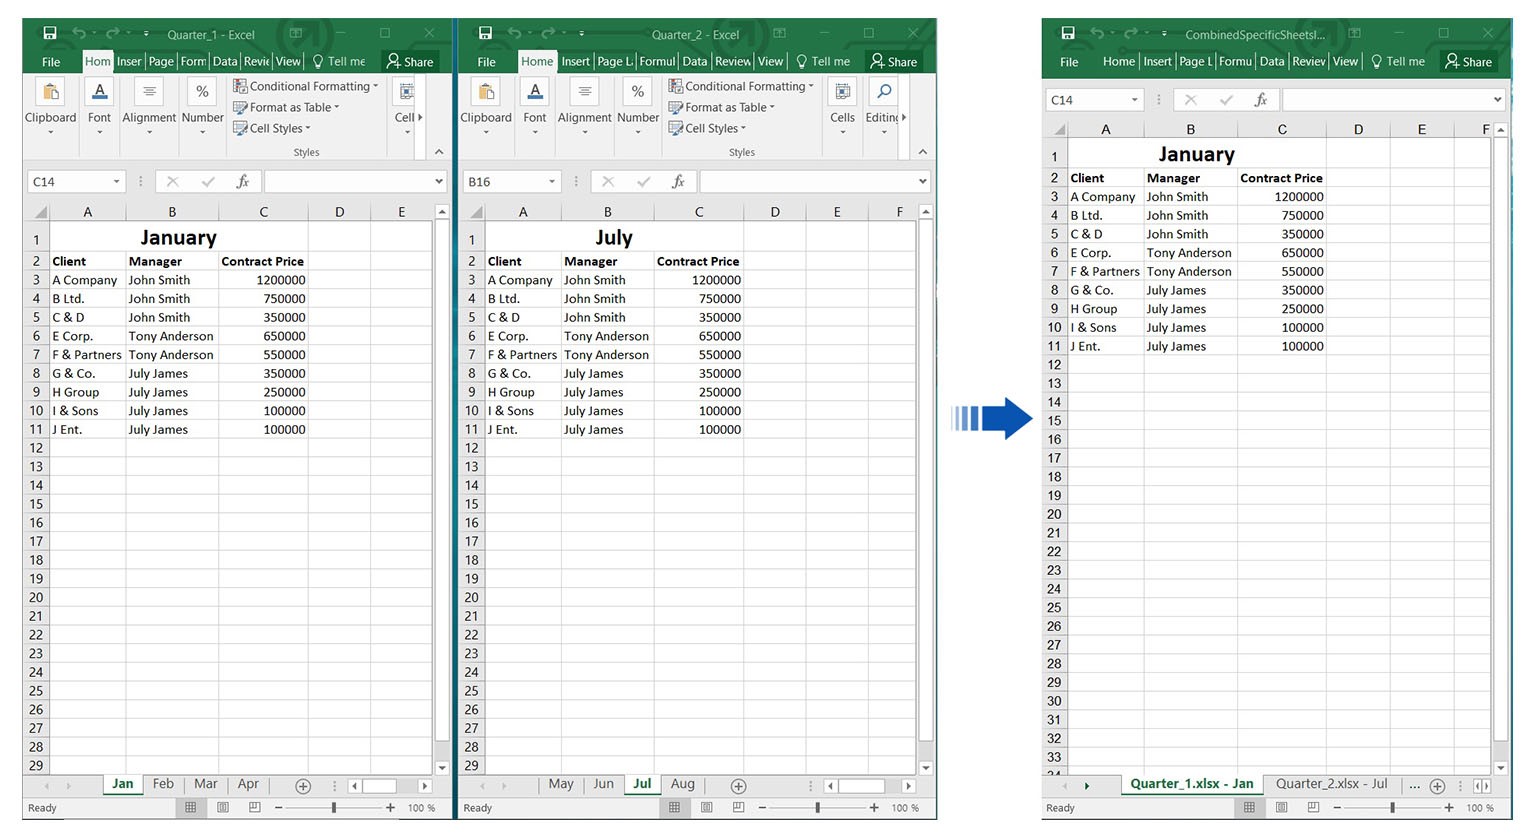 Quarter_1 - Excel
File Hom Inser Page Form Data Revie View Tell me Share
Clipboard Font Alignment % Number
Conditional Formatting
Format as Table
Cell Styles
Styles
Cell
C14 fx
A B C D E
1 January
2 Client Manager Contract Price
3 A Company John Smith 1200000
4 B Ltd. John Smith 750000
5 C & D John Smith 350000
6 E Corp. Tony Anderson 650000
7 F & Partners Tony Anderson 550000
8 G & Co. July James 350000
9 H Group July James 250000
10 I & Sons July James 100000
11 J Ent. July James 100000
12
13
14
15
16
17
18
19
20
21
22
23
24
25
26
27
28
29
Jan Feb Mar Apr
Ready 100 %
Quarter_2 - Excel
File Home Insert Page L Formul Data Review View Tell me Share
Clipboard Font Alignment % Number
Conditional Formatting
Format as Table
Cell Styles
Styles
Cells Editing
B16 fx
A B C D E F
1 July
2 Client Manager Contract Price
3 A Company John Smith 1200000
4 B Ltd. John Smith 750000
5 C & D John Smith 350000
6 E Corp. Tony Anderson 650000
7 F & Partners Tony Anderson 550000
8 G & Co. July James 350000
9 H Group July James 250000
10 I & Sons July James 100000
11 J Ent. July James 100000
12
13
14
15
16
17
18
19
20
21
22
23
24
25
26
27
28
29
May Jun Jul Aug
Ready 100 %
CombinedSpecificSheetsI...
File Home Insert Page L Formu Data Review View Tell me Share
C14 fx
A B C D E F
1 January
2 Client Manager Contract Price
3 A Company John Smith 1200000
4 B Ltd. John Smith 750000
5 C & D John Smith 350000
6 E Corp. Tony Anderson 650000
7 F & Partners Tony Anderson 550000
8 G & Co. July James 350000
9 H Group July James 250000
10 I & Sons July James 100000
11 J Ent. July James 100000
12
13
14
15
16
17
18
19
20
21
22
23
24
25
26
27
28
29
30
31
32
33
Quarter_1.xlsx - Jan Quarter_2.xlsx - Jul ...
Ready 100 %